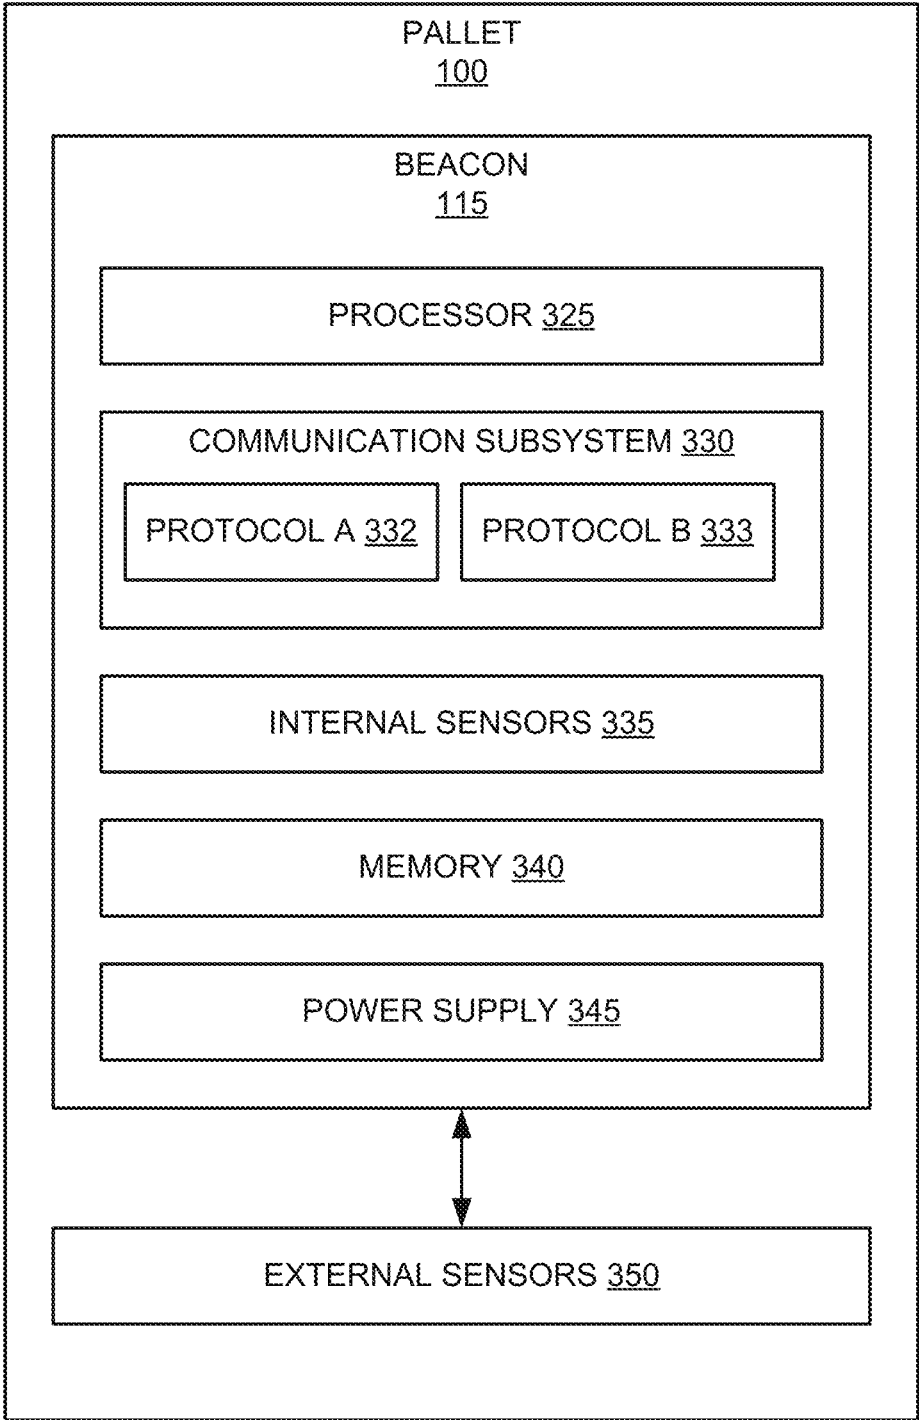 PALLET
100
BEACON
115
PROCESSOR 325
COMMUNICATION SUBSYSTEM 330
PROTOCOL A 332
PROTOCOL B 333
INTERNAL SENSORS 335
MEMORY 340
POWER SUPPLY 345
EXTERNAL SENSORS 350